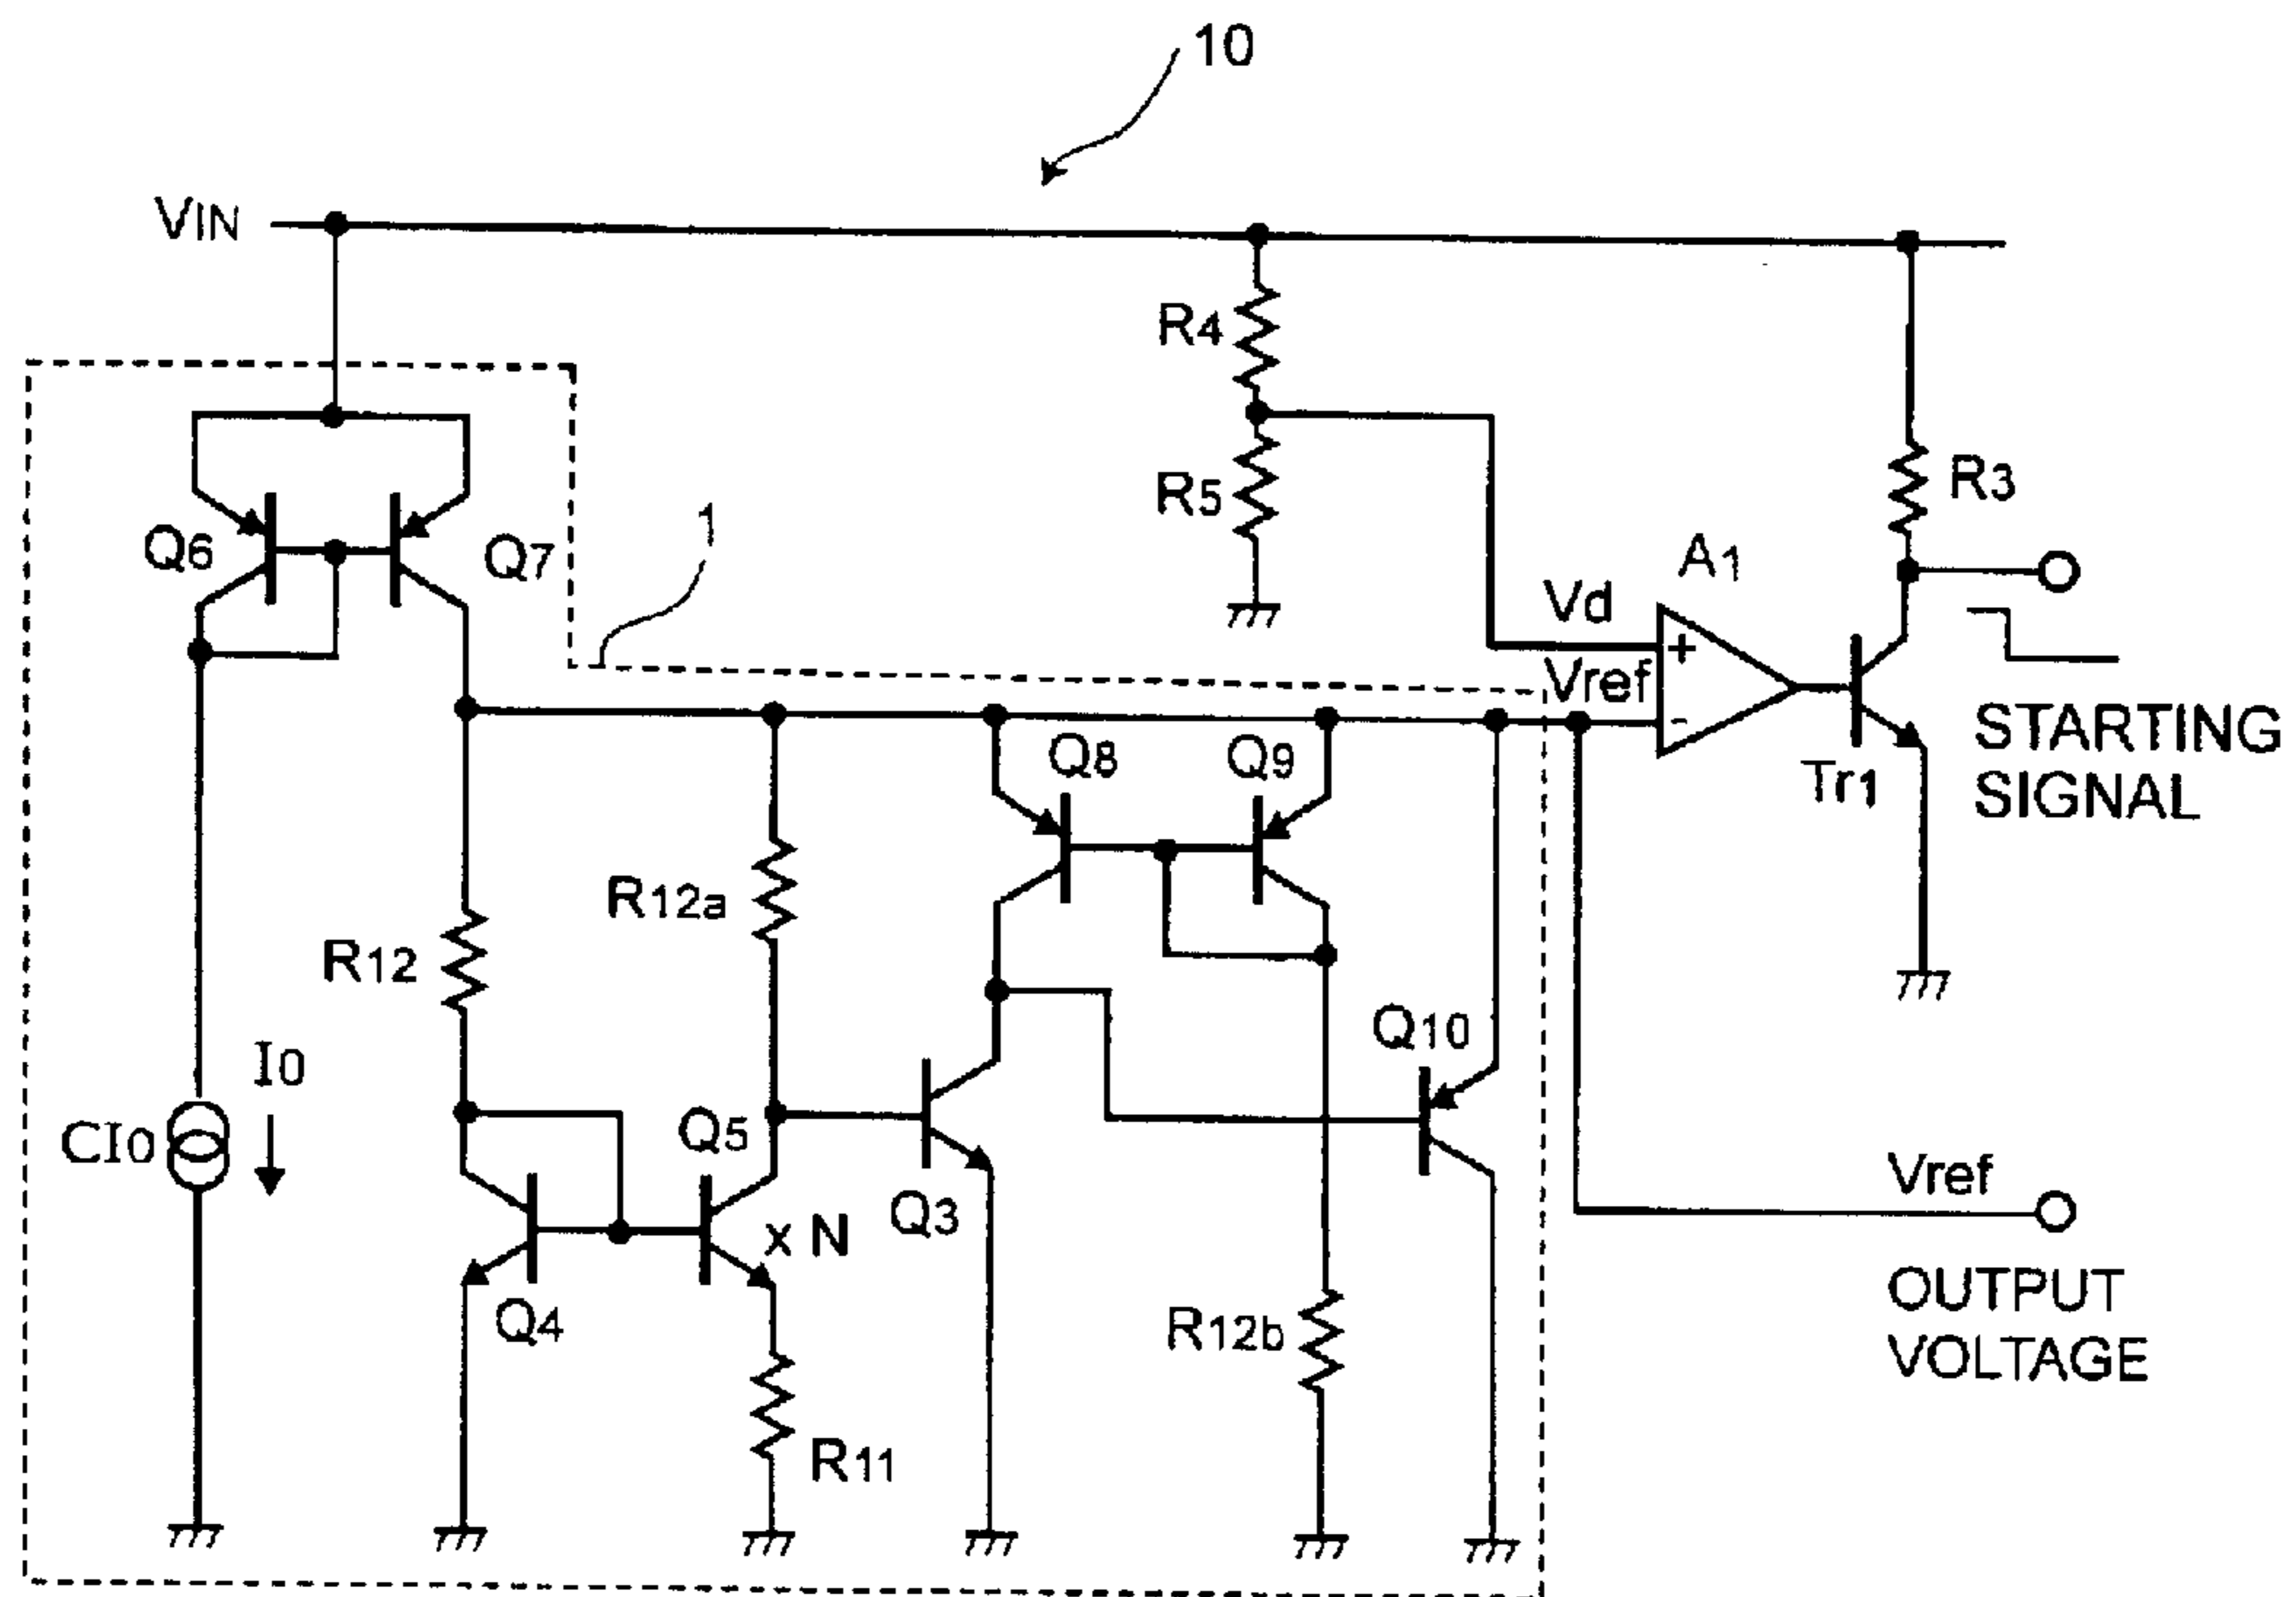 10
VIN
R4
R5
R3
Q6
Q7
1
A1
Vd
+
Vref
-
Tr1
STARTING
SIGNAL
Q8
Q9
R12a
R12
Q10
I0
CI0
Q5
x N
Q3
Q4
R12b
R11
Vref
OUTPUT
VOLTAGE